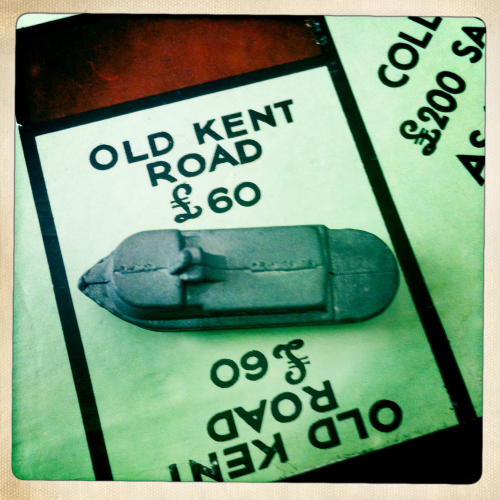 OLD KENT
ROAD
£60
£60
OLD KENT
ROAD
COLL
£200 SA
AS